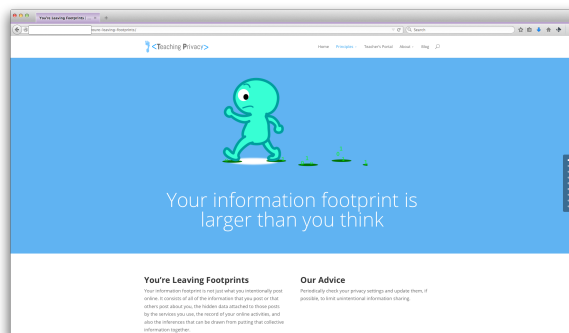 You're Leaving Footprints |
ou're-leaving-footprints/
Search
<Teaching Privacy>
Home Principles Teacher's Portal About Blog
Your information footprint is
larger than you think
You're Leaving Footprints
Your information footprint is not just what you intentionally post
online. It consists of all of the information that you post or that
others post about you, the hidden data attached to those posts
by the services you use, the record of your online activities, and
also the inferences that can be drawn from putting that collective
information together.
Our Advice
Periodically check your privacy settings and update them, if
possible, to limit unintentional information sharing